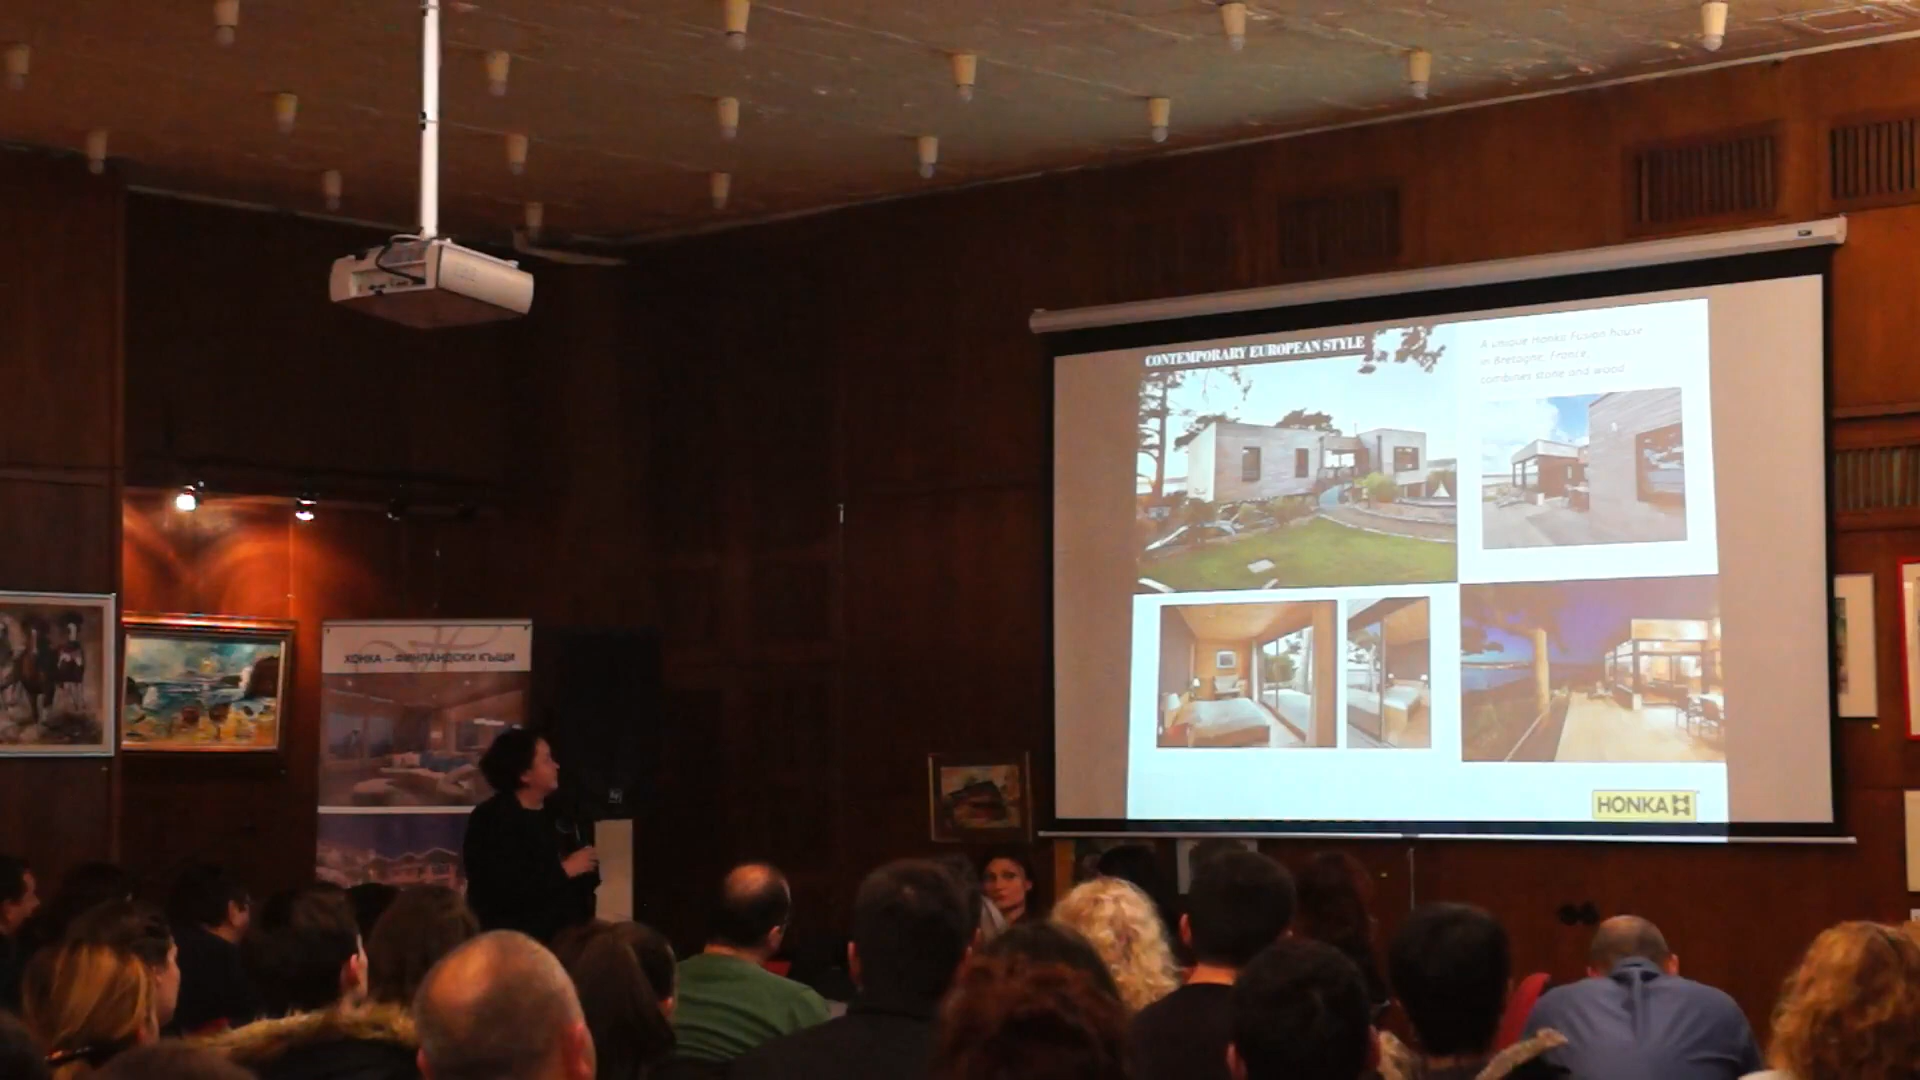 CONTEMPORARY EUROPEAN STYLE
A unique Honka Fusion house
in Bretagne, France,
combines stone and wood
HONKA
ХОНКА – ФИНЛАНДСКИ КЪЩИ